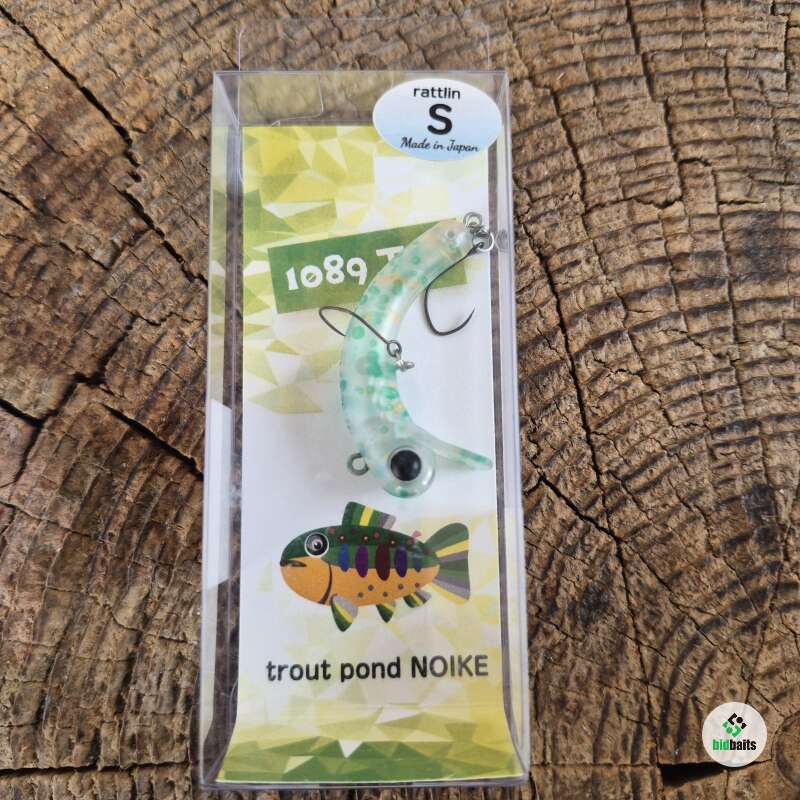 rattlin
S
Made in Japan
1089
trout pond NOIKE
bidbaits